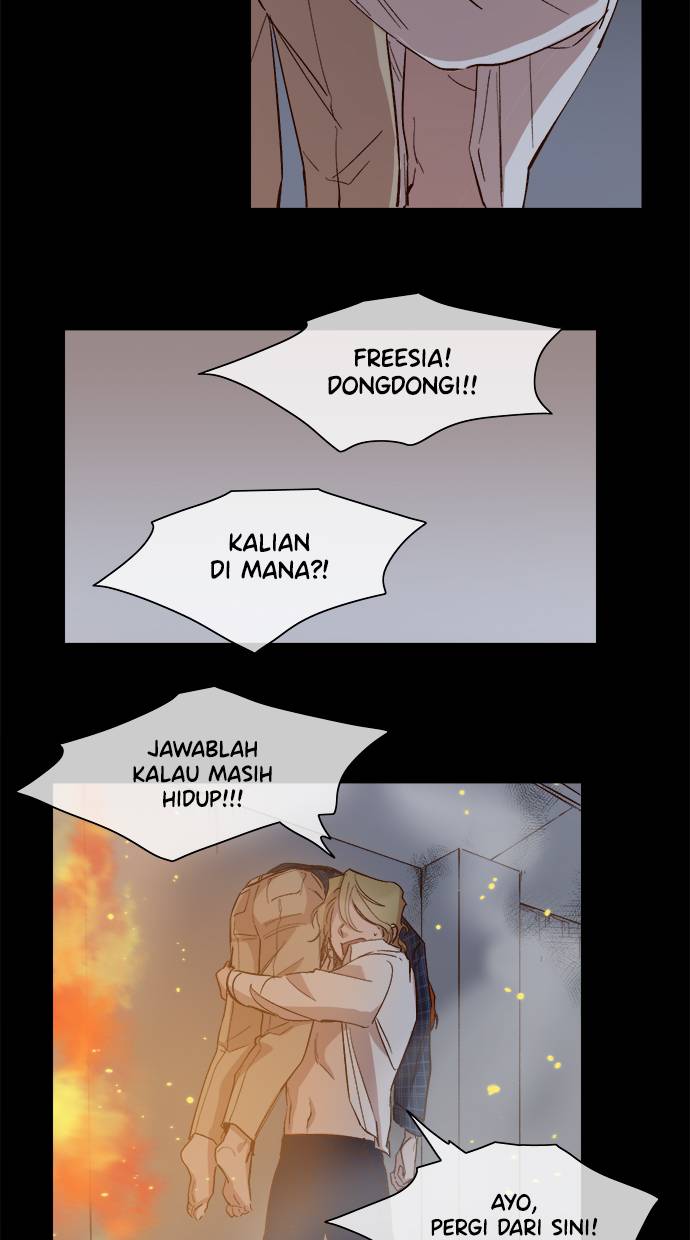 FREESIA!
DONGDONGI!!
KALIAN
DI MANA?!
JAWABLAH
KALAU MASIH
HIDUP!!!
AYO,
PERGI DARI SINI!